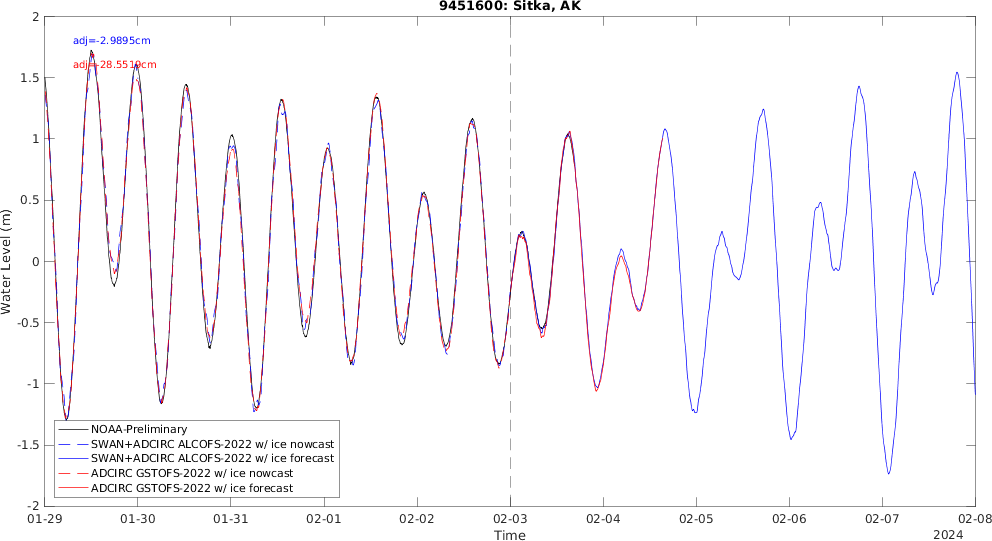 9451600: Sitka, AK
adj=-2.9895cm
adj=-28.5519cm
Water Level (m)
2
1.5
1
0.5
0
-0.5
-1
-1.5
-2
NOAA-Preliminary
SWAN+ADCIRC ALCOFS-2022 w/ ice nowcast
SWAN+ADCIRC ALCOFS-2022 w/ ice forecast
ADCIRC GSTOFS-2022 w/ ice nowcast
ADCIRC GSTOFS-2022 w/ ice forecast
01-29 01-30 01-31 02-01 02-02 02-03 02-04 02-05 02-06 02-07 02-08
Time
2024